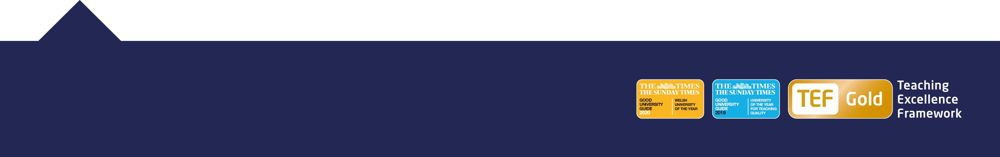 THE TIMES
THE SUNDAY TIMES
GOOD
UNIVERSITY
GUIDE
2020
WELSH
UNIVERSITY
OF THE YEAR
THE TIMES
THE SUNDAY TIMES
GOOD
UNIVERSITY
GUIDE
2019
UNIVERSITY
OF THE YEAR
FOR TEACHING
QUALITY
TEF Gold
Teaching
Excellence
Framework